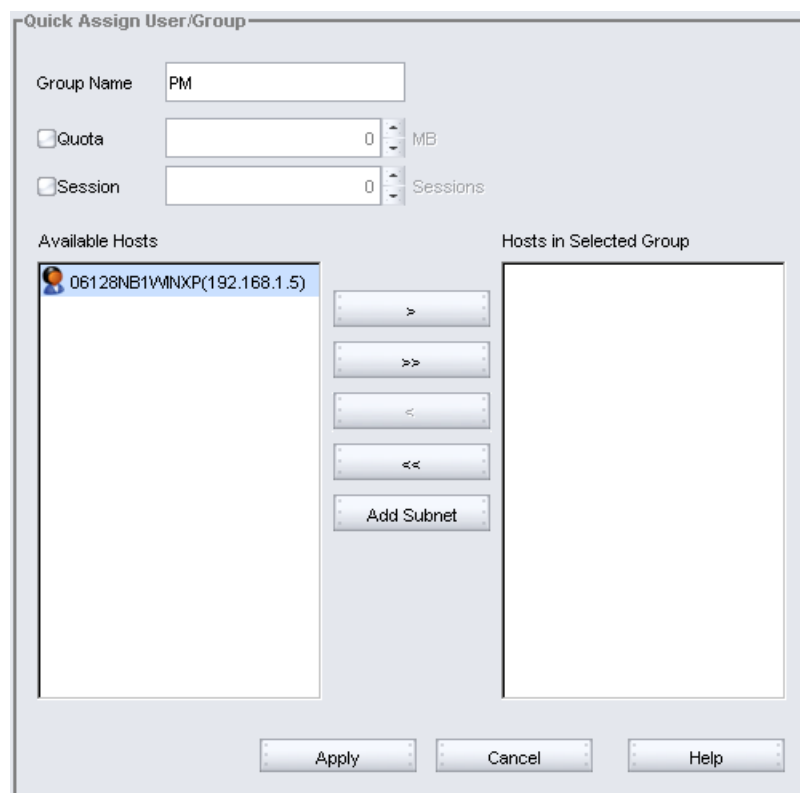 Quick Assign User/Group
Group Name PM
Quota 0 MB
Session 0 Sessions
Available Hosts Hosts in Selected Group
06128NB1WINXP(192.168.1.5)
>
>>
<
<<
Add Subnet
Apply Cancel Help